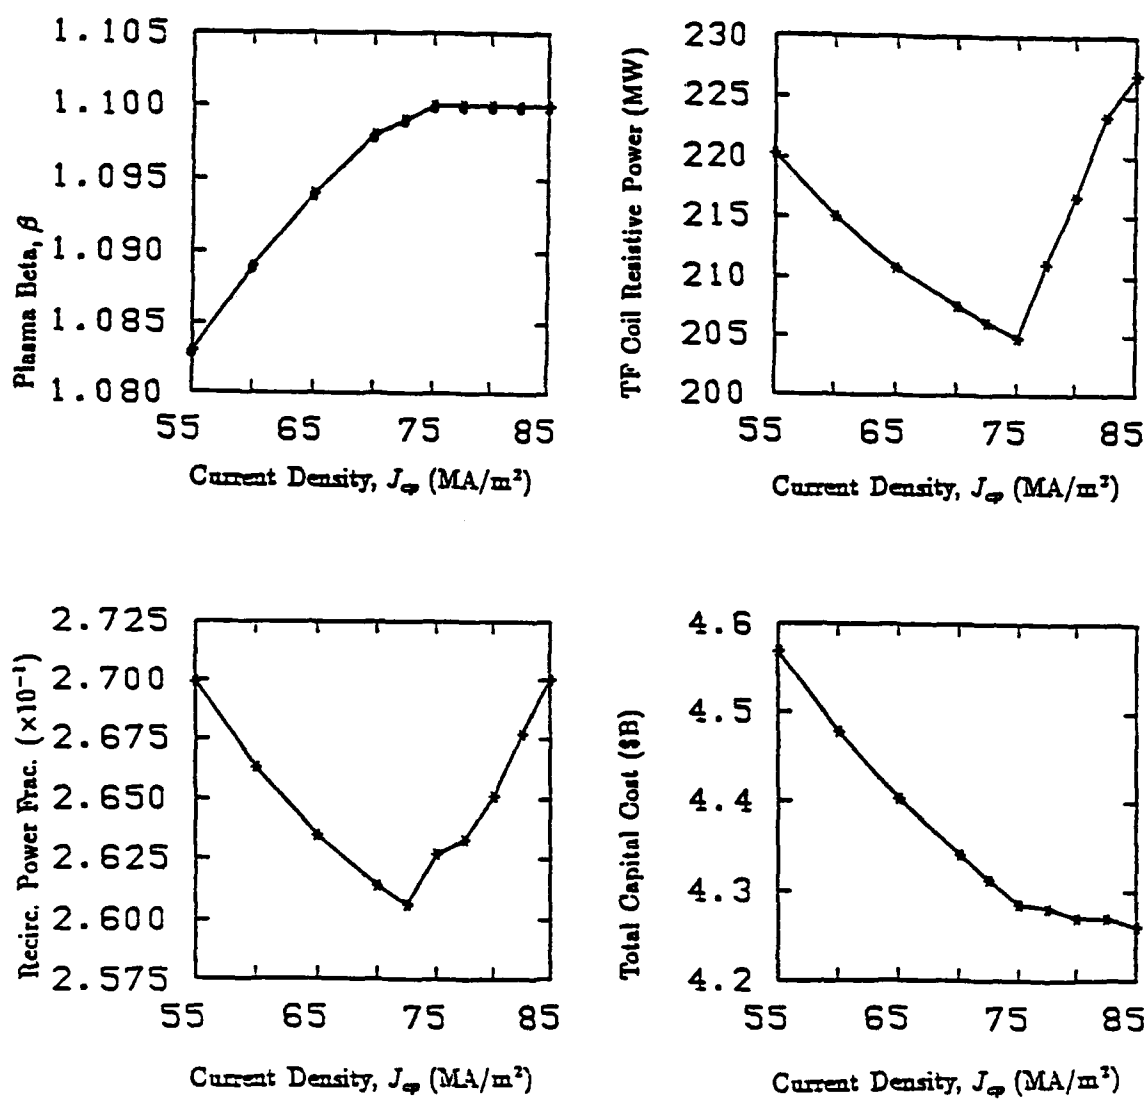 Plasma Beta, β
1.105
1.100
1.095
1.090
1.085
1.080
55 65 75 85
Current Density, Jcp (MA/m²)
TF Coil Resistive Power (MW)
230
225
220
215
210
205
200
55 65 75 85
Current Density, Jcp (MA/m²)
Recirc. Power Frac. (×10⁻¹)
2.725
2.700
2.675
2.650
2.625
2.600
2.575
55 65 75 85
Current Density, Jcp (MA/m²)
Total Capital Cost ($B)
4.6
4.5
4.4
4.3
4.2
55 65 75 85
Current Density, Jcp (MA/m²)